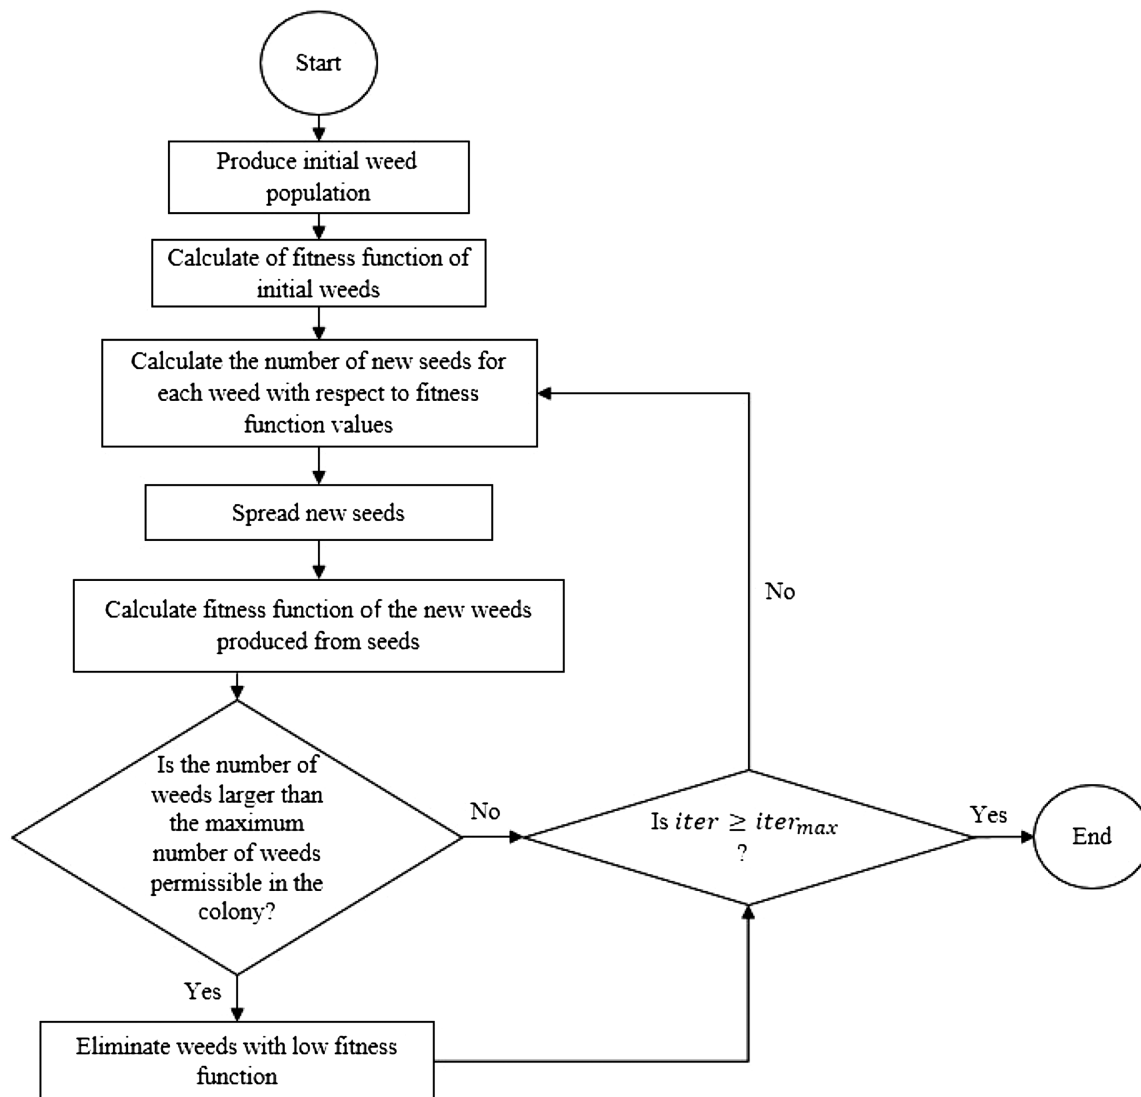 Start
Produce initial weed
population
Calculate of fitness function of
initial weeds
Calculate the number of new seeds for
each weed with respect to fitness
function values
Spread new seeds
Calculate fitness function of the new weeds
produced from seeds
Is the number of
weeds larger than
the maximum
number of weeds
permissible in the
colony?
No
Is iter ≥ iter_max
?
No
Yes
End
Yes
Eliminate weeds with low fitness
function